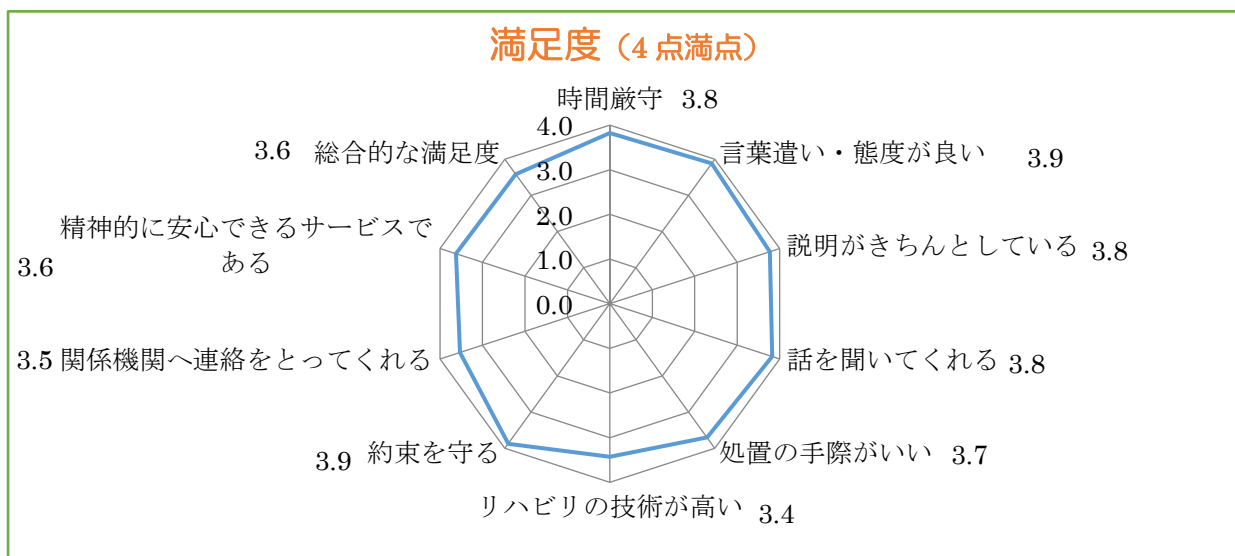 満足度（4 点満点）
時間厳守 3.8
言葉遣い・態度が良い 3.9
説明がきちんとしている 3.8
話を聞いてくれる 3.8
処置の手際がいい 3.7
リハビリの技術が高い 3.4
約束を守る 3.9
関係機関へ連絡をとってくれる 3.5
精神的に安心できるサービスで
ある 3.6
総合的な満足度 3.6
4.0
3.0
2.0
1.0
0.0